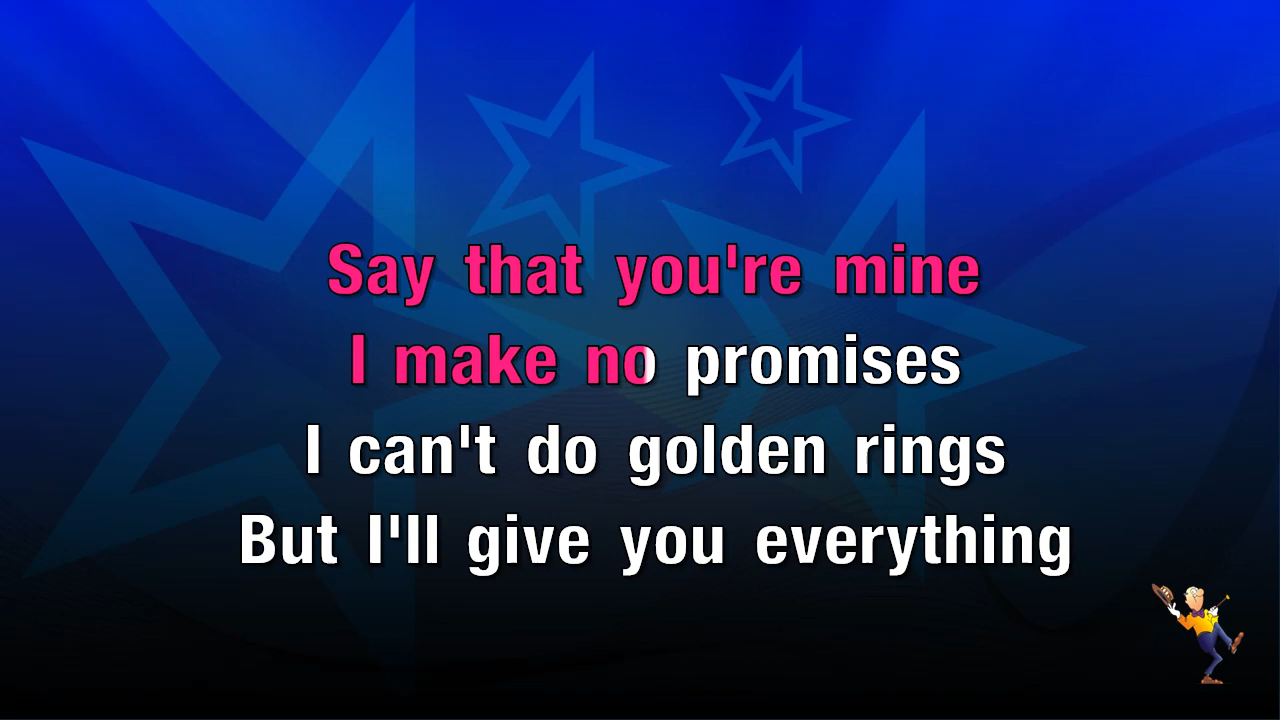 Say that you're mine
I make no promises
I can't do golden rings
But I'll give you everything